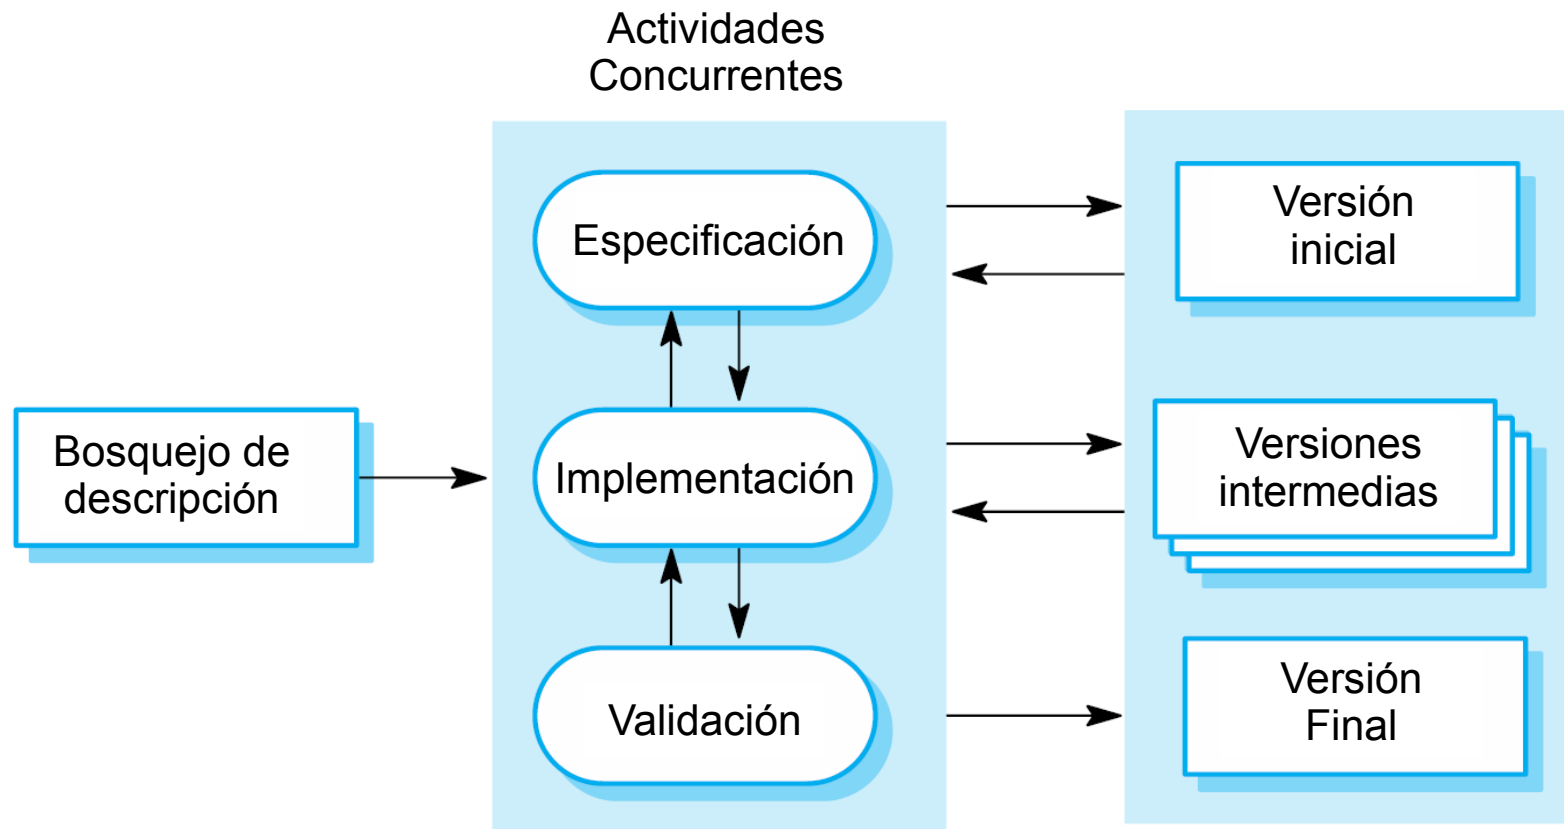 Actividades
Concurrentes
Bosquejo de
descripción
Especificación
Implementación
Validación
Versión
inicial
Versiones
intermedias
Versión
Final